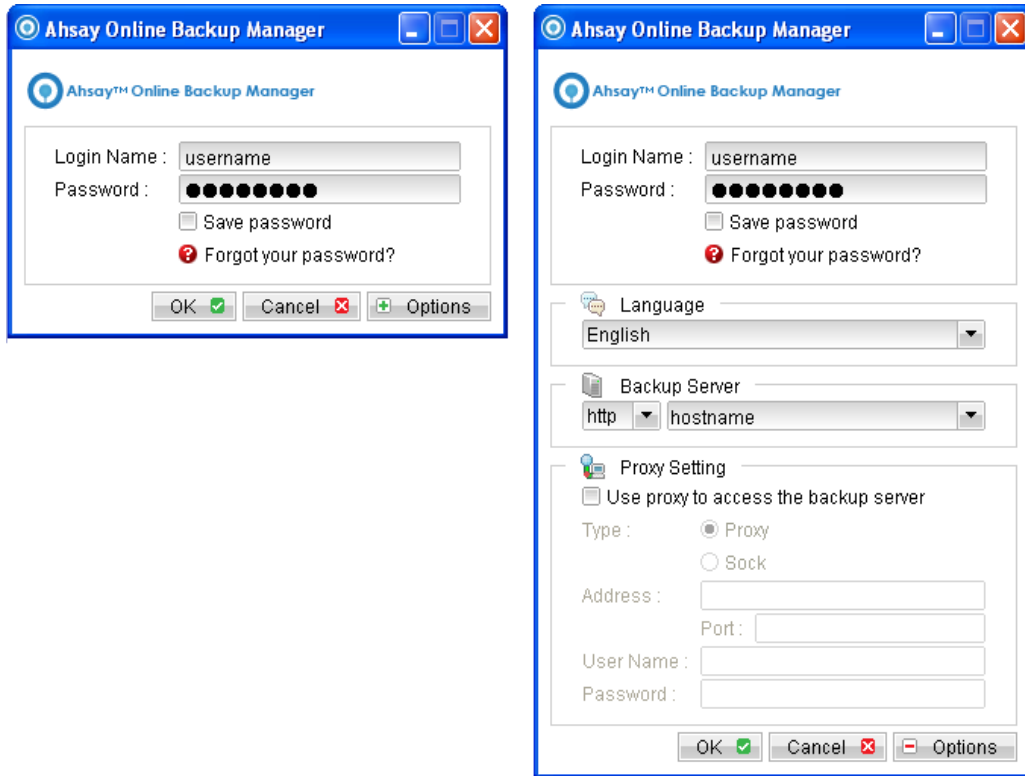 Ahsay Online Backup Manager
Ahsay™ Online Backup Manager
Login Name : username
Password : ●●●●●●●●
Save password
Forgot your password?
OK Cancel Options
Ahsay Online Backup Manager
Ahsay™ Online Backup Manager
Login Name : username
Password : ●●●●●●●●
Save password
Forgot your password?
Language
English
Backup Server
http hostname
Proxy Setting
Use proxy to access the backup server
Type : Proxy
Sock
Address :
Port :
User Name :
Password :
OK Cancel Options